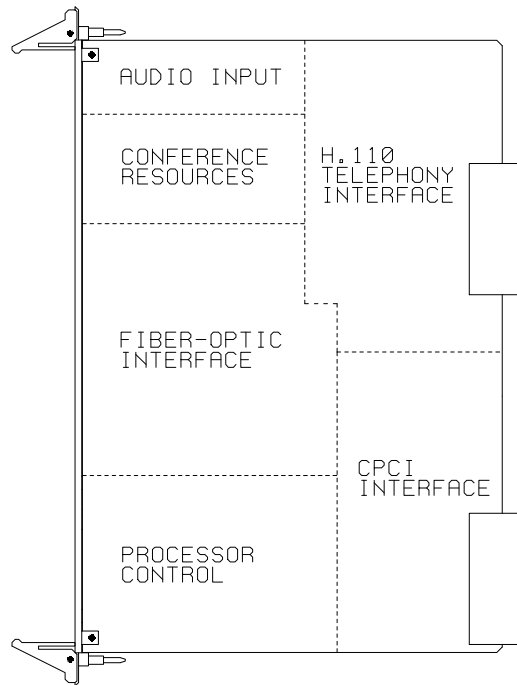 AUDIO INPUT
CONFERENCE
RESOURCES
H.110
TELEPHONY
INTERFACE
FIBER-OPTIC
INTERFACE
CPCI
INTERFACE
PROCESSOR
CONTROL